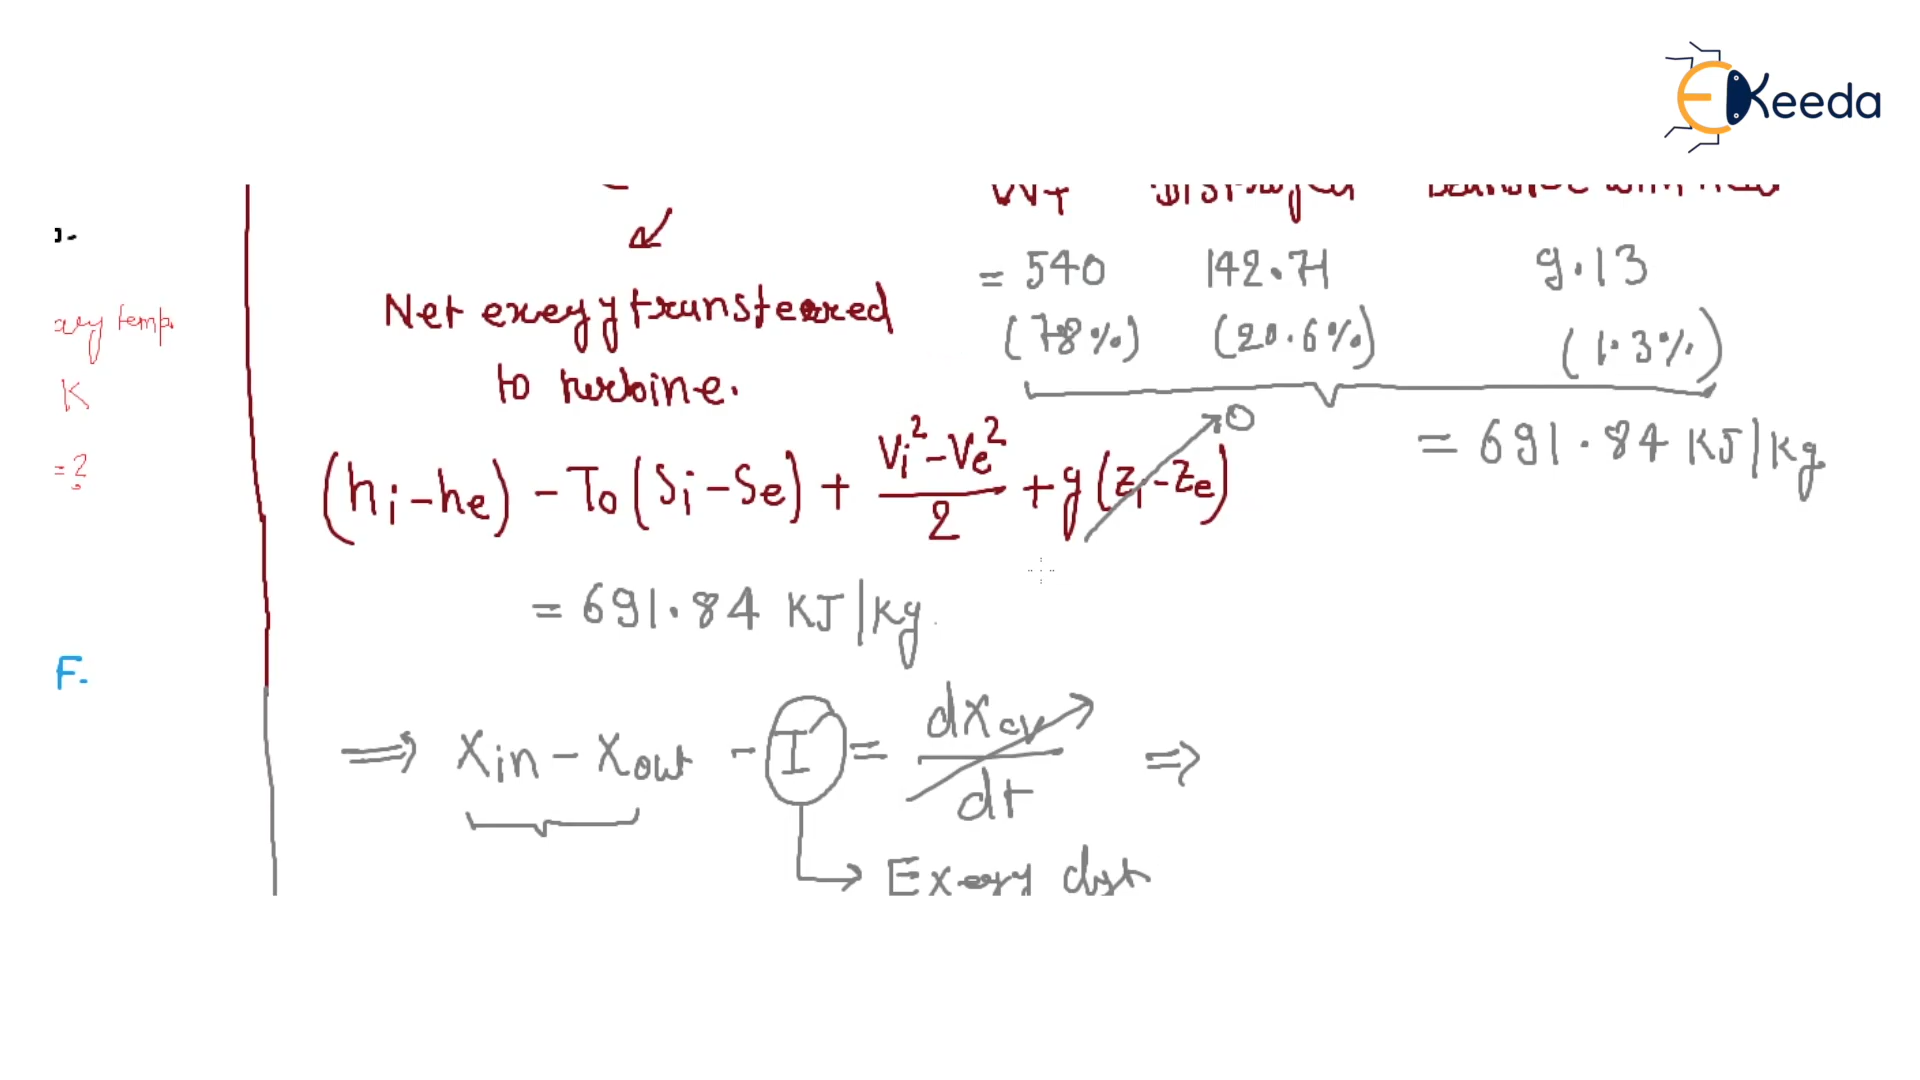 EKeeda
= 540 142.71 9.13
(78%) (20.6%) (1.3%)
= 691.84 KJ/kg
Net exegy transferred
to turbine.
(hi-he) - To(Si-Se) + Vi²-Ve²/2 + g(Zi-Ze) → 0
= 691.84 KJ/kg.
⇒ Xin - Xout - I = dXcv/dt ⇒
→ Exergy dst
temp.
K
= ?
F.